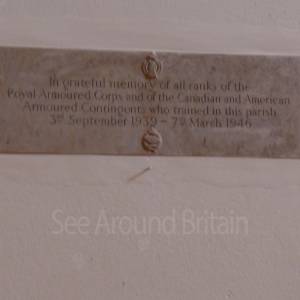 In grateful memory of all ranks of the
Royal Armoured Corps and of the Canadian and American
Armoured Contingents who trained in this parish
3rd September 1939 – 7th March 1946
See Around Britain